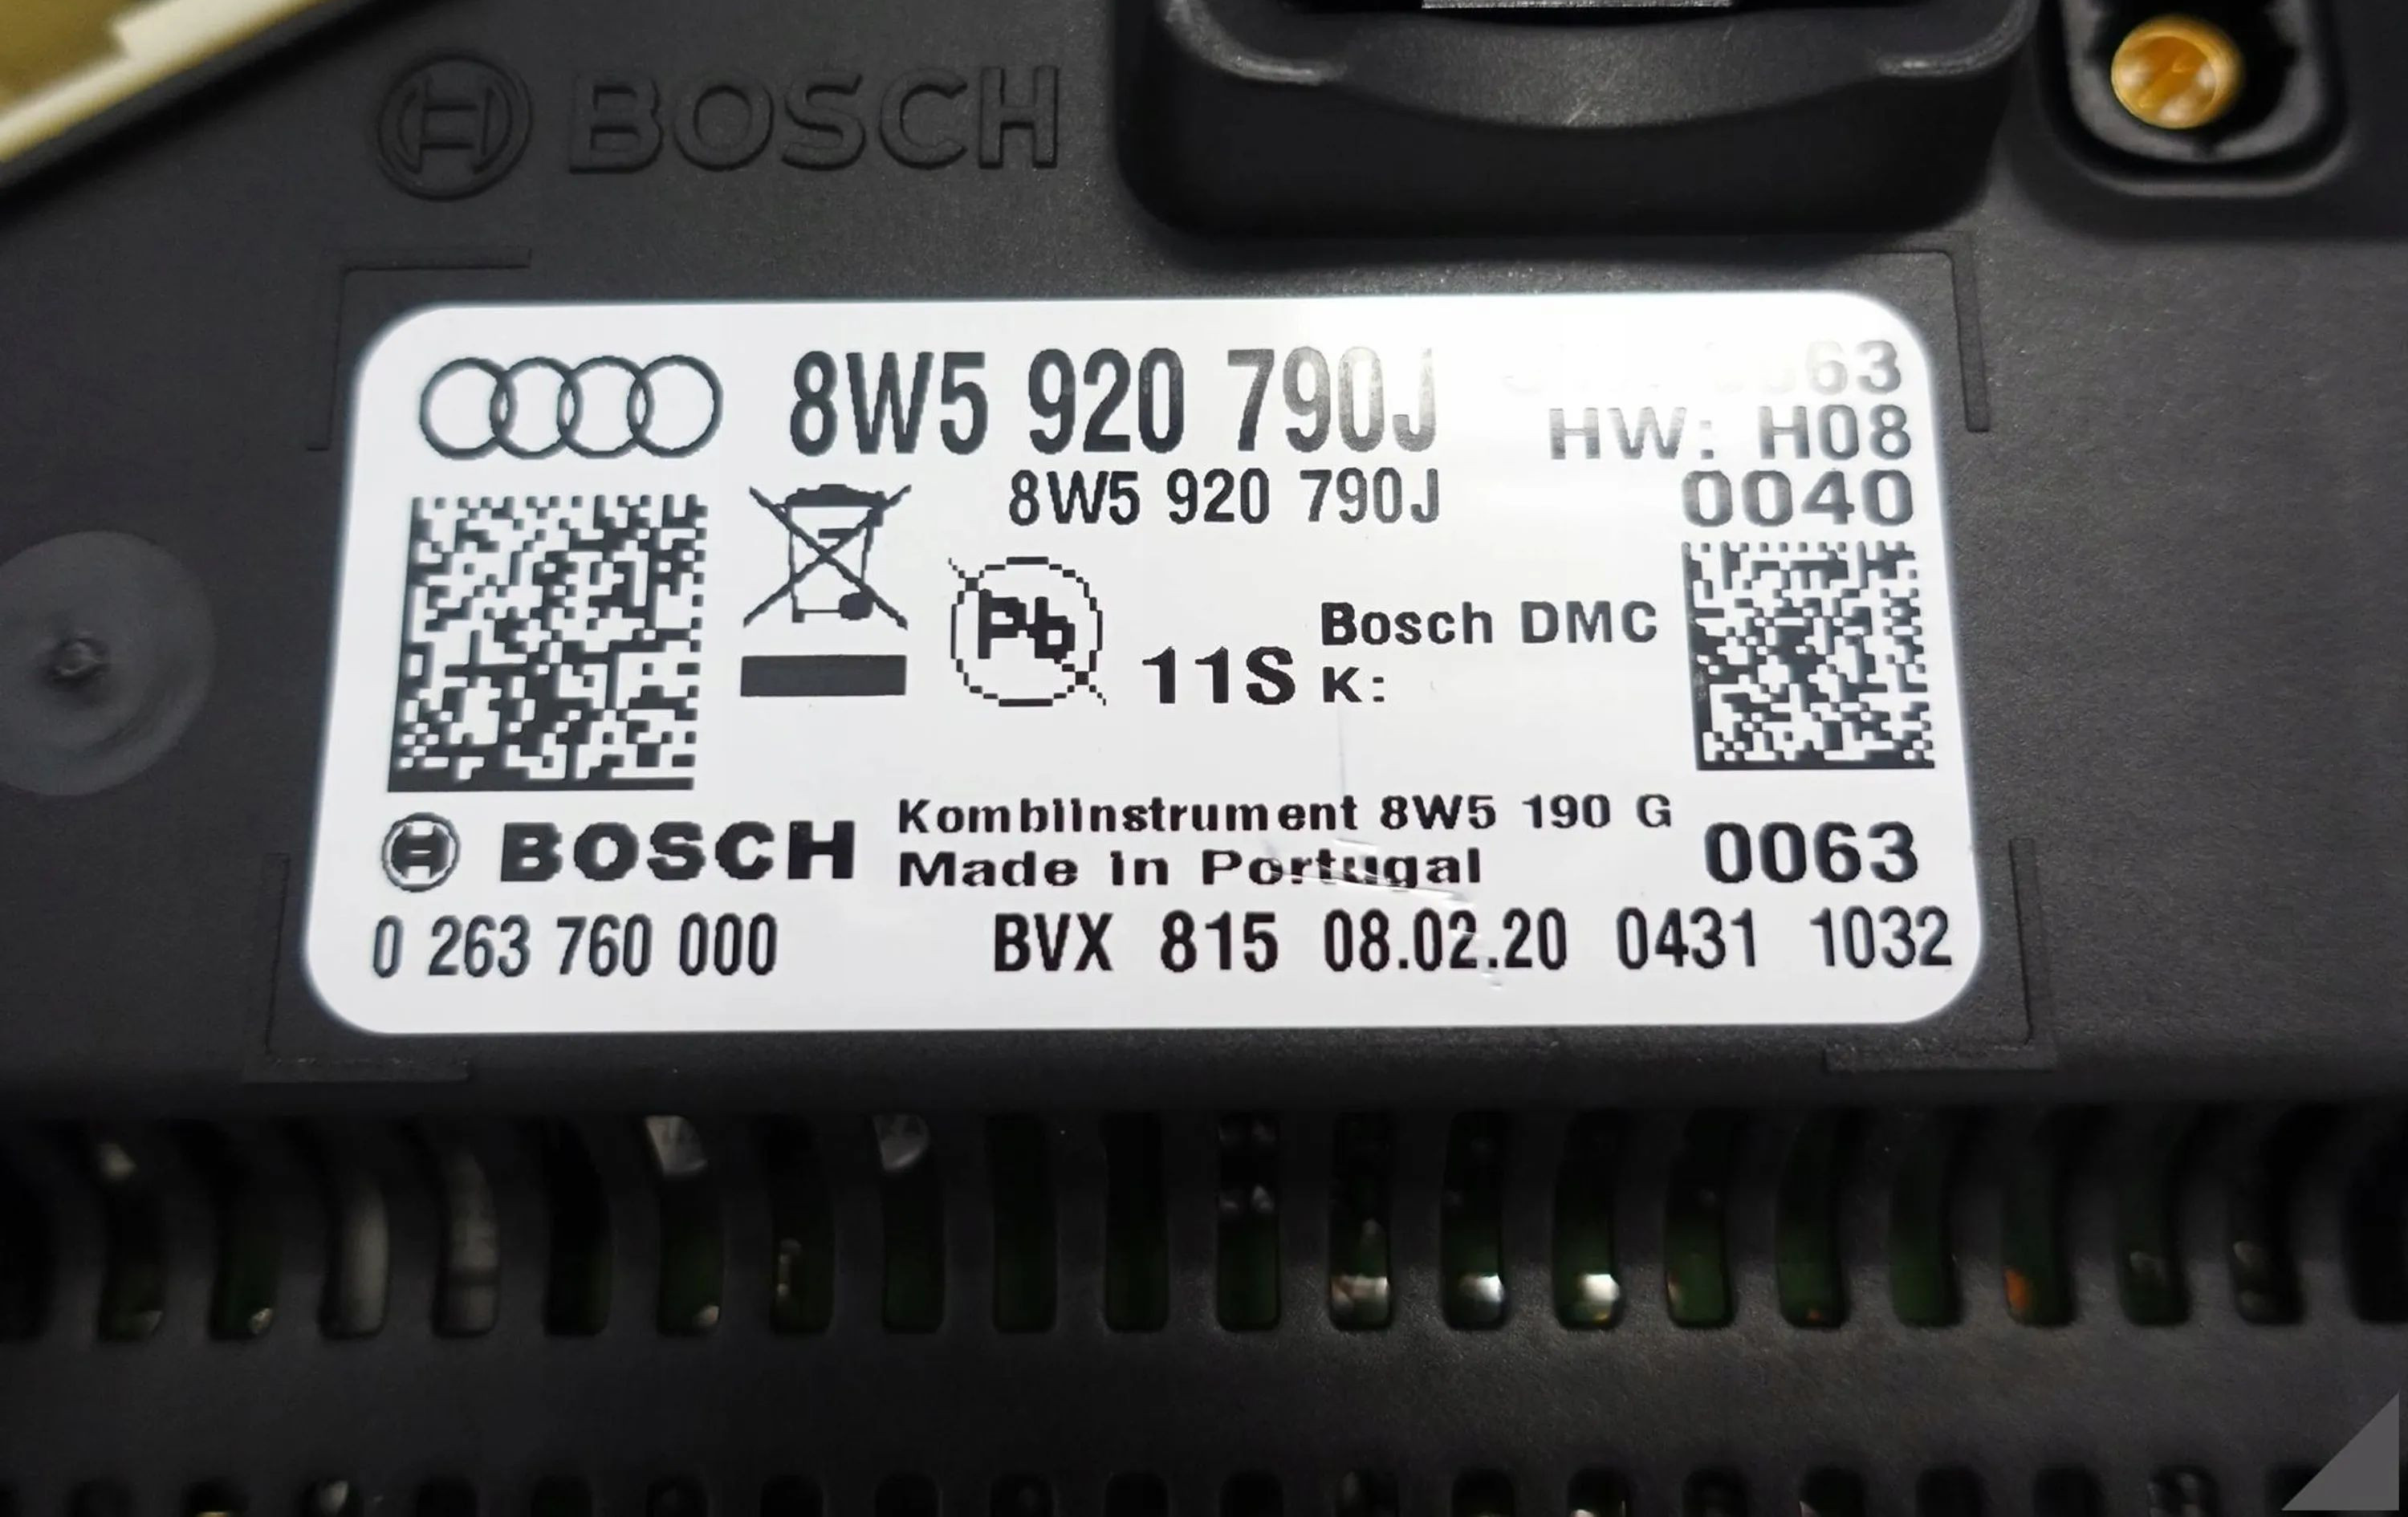 BOSCH
8W5 920 790J
63
HW: H08
8W5 920 790J
0040
Pb
11S
Bosch DMC
K:
BOSCH
Kombiinstrument 8W5 190 G
Made in Portugal
0063
0 263 760 000
BVX 815 08.02.20 0431 1032